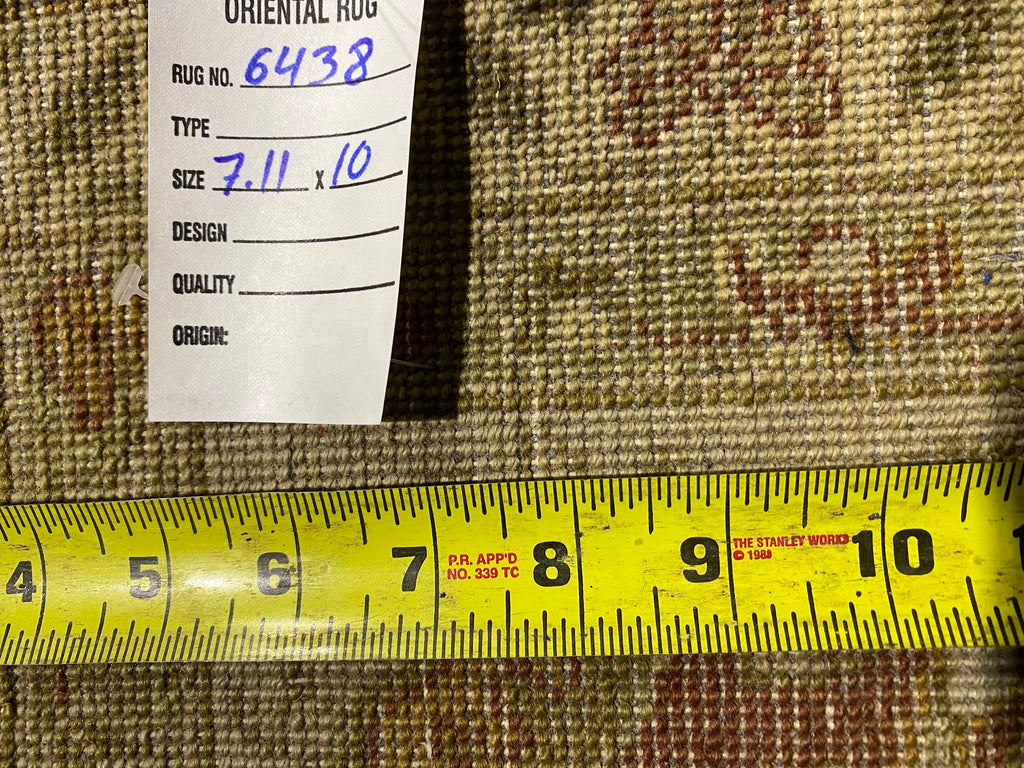 ORIENTAL RUG
RUG NO. 6438
TYPE
SIZE 7.11 x 10
DESIGN
QUALITY
ORIGIN:
4 5 6 7 8 9 10
P.R. APP'D
NO. 339 TC
THE STANLEY WORKS
© 1983